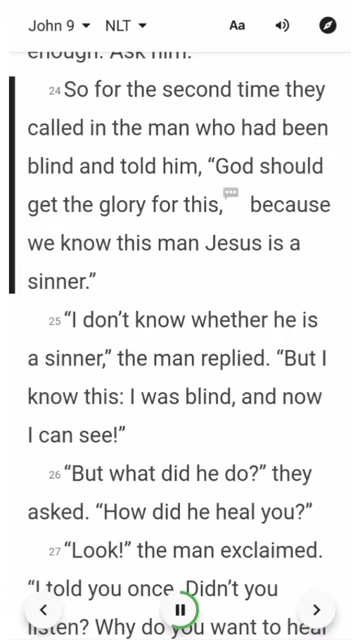 John 9 NLT Aa
enough. Ask him.”
24 So for the second time they
called in the man who had been
blind and told him, “God should
get the glory for this, because
we know this man Jesus is a
sinner.”
25 “I don’t know whether he is
a sinner,” the man replied. “But I
know this: I was blind, and now
I can see!”
26 “But what did he do?” they
asked. “How did he heal you?”
27 “Look!” the man exclaimed.
“I told you once. Didn’t you
listen? Why do you want to hear